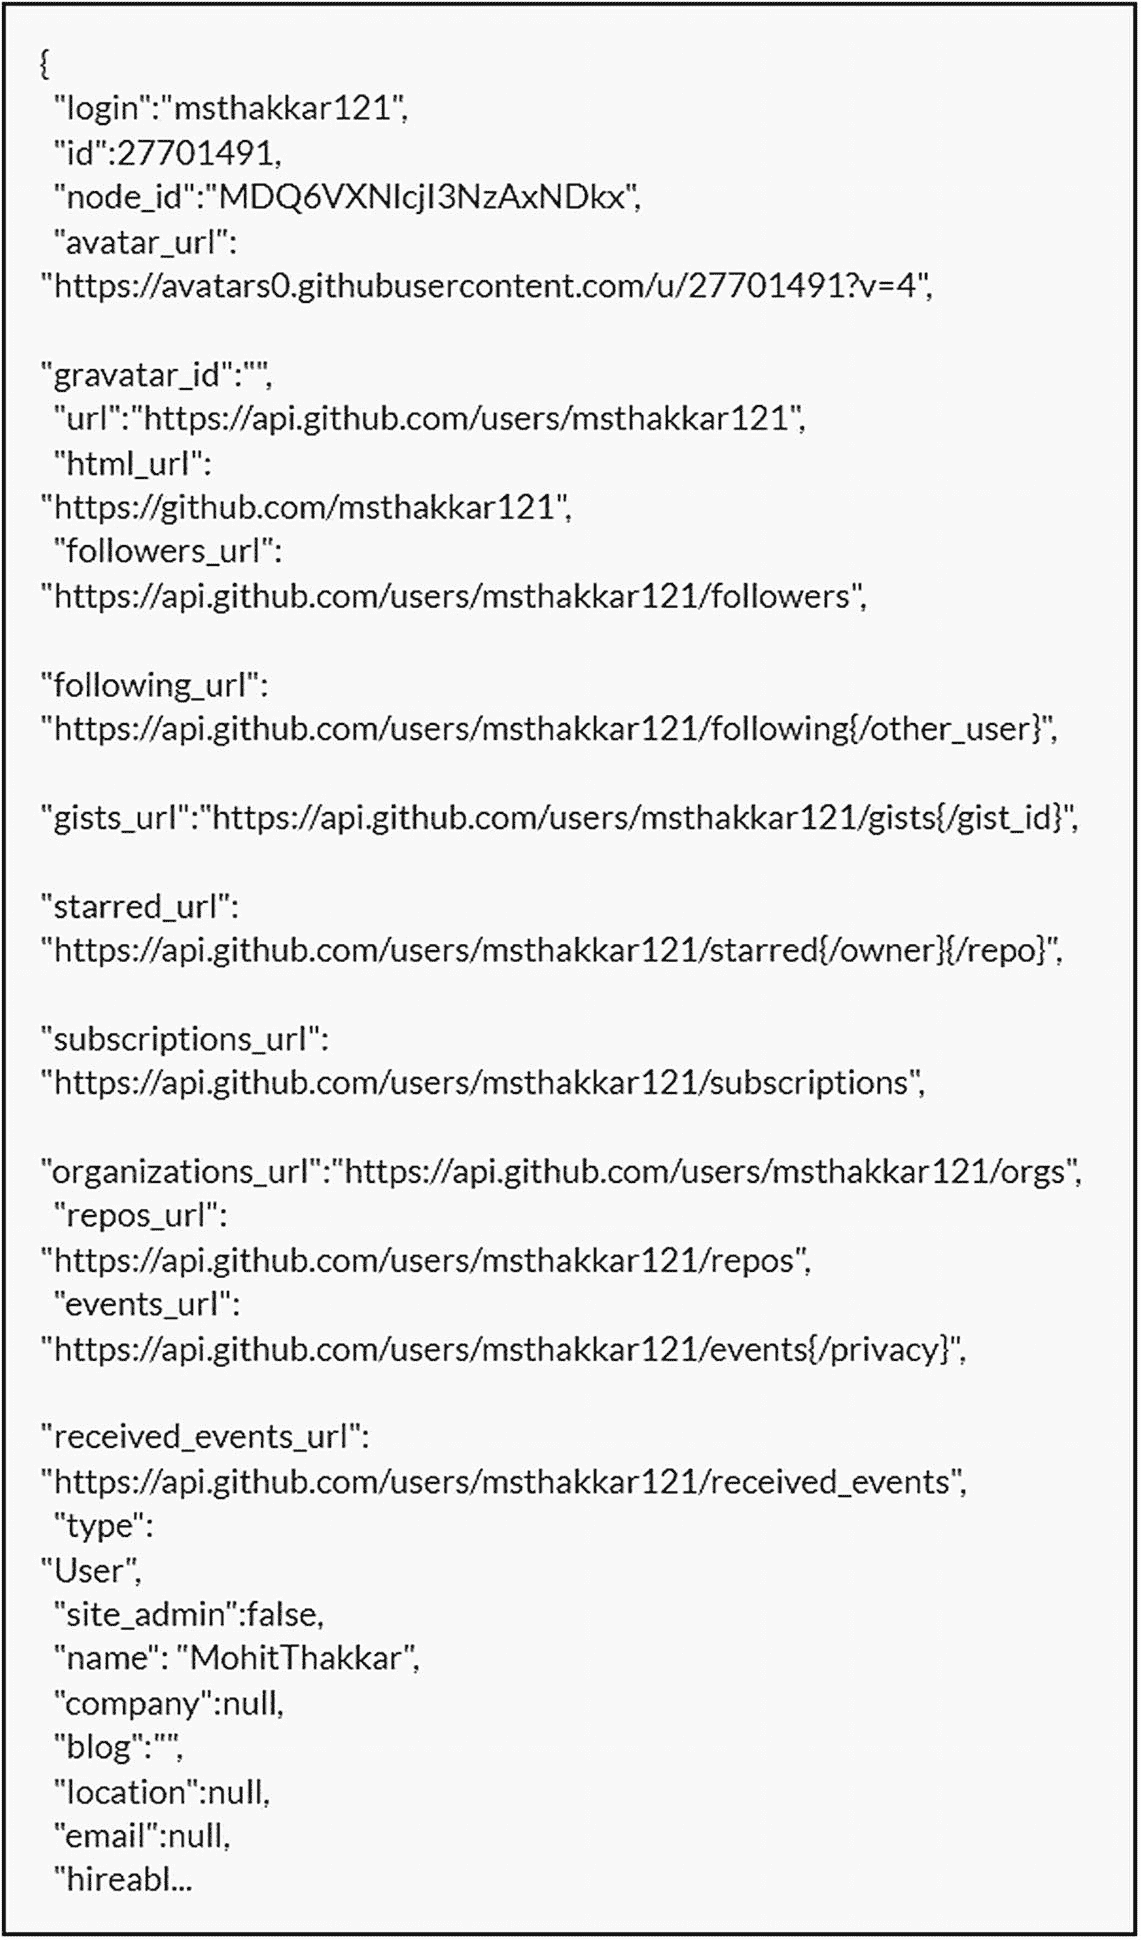 {
"login":"msthakkar121",
"id":27701491,
"node_id":"MDQ6VXNlcjI3NzAxNDkx",
"avatar_url":
"https://avatars0.githubusercontent.com/u/27701491?v=4",
"gravatar_id":"",
"url":"https://api.github.com/users/msthakkar121",
"html_url":
"https://github.com/msthakkar121",
"followers_url":
"https://api.github.com/users/msthakkar121/followers",
"following_url":
"https://api.github.com/users/msthakkar121/following{/other_user}",
"gists_url":"https://api.github.com/users/msthakkar121/gists{/gist_id}",
"starred_url":
"https://api.github.com/users/msthakkar121/starred{/owner}{/repo}",
"subscriptions_url":
"https://api.github.com/users/msthakkar121/subscriptions",
"organizations_url":"https://api.github.com/users/msthakkar121/orgs",
"repos_url":
"https://api.github.com/users/msthakkar121/repos",
"events_url":
"https://api.github.com/users/msthakkar121/events{/privacy}",
"received_events_url":
"https://api.github.com/users/msthakkar121/received_events",
"type":
"User",
"site_admin":false,
"name": "MohitThakkar",
"company":null,
"blog":"",
"location":null,
"email":null,
"hireabl...